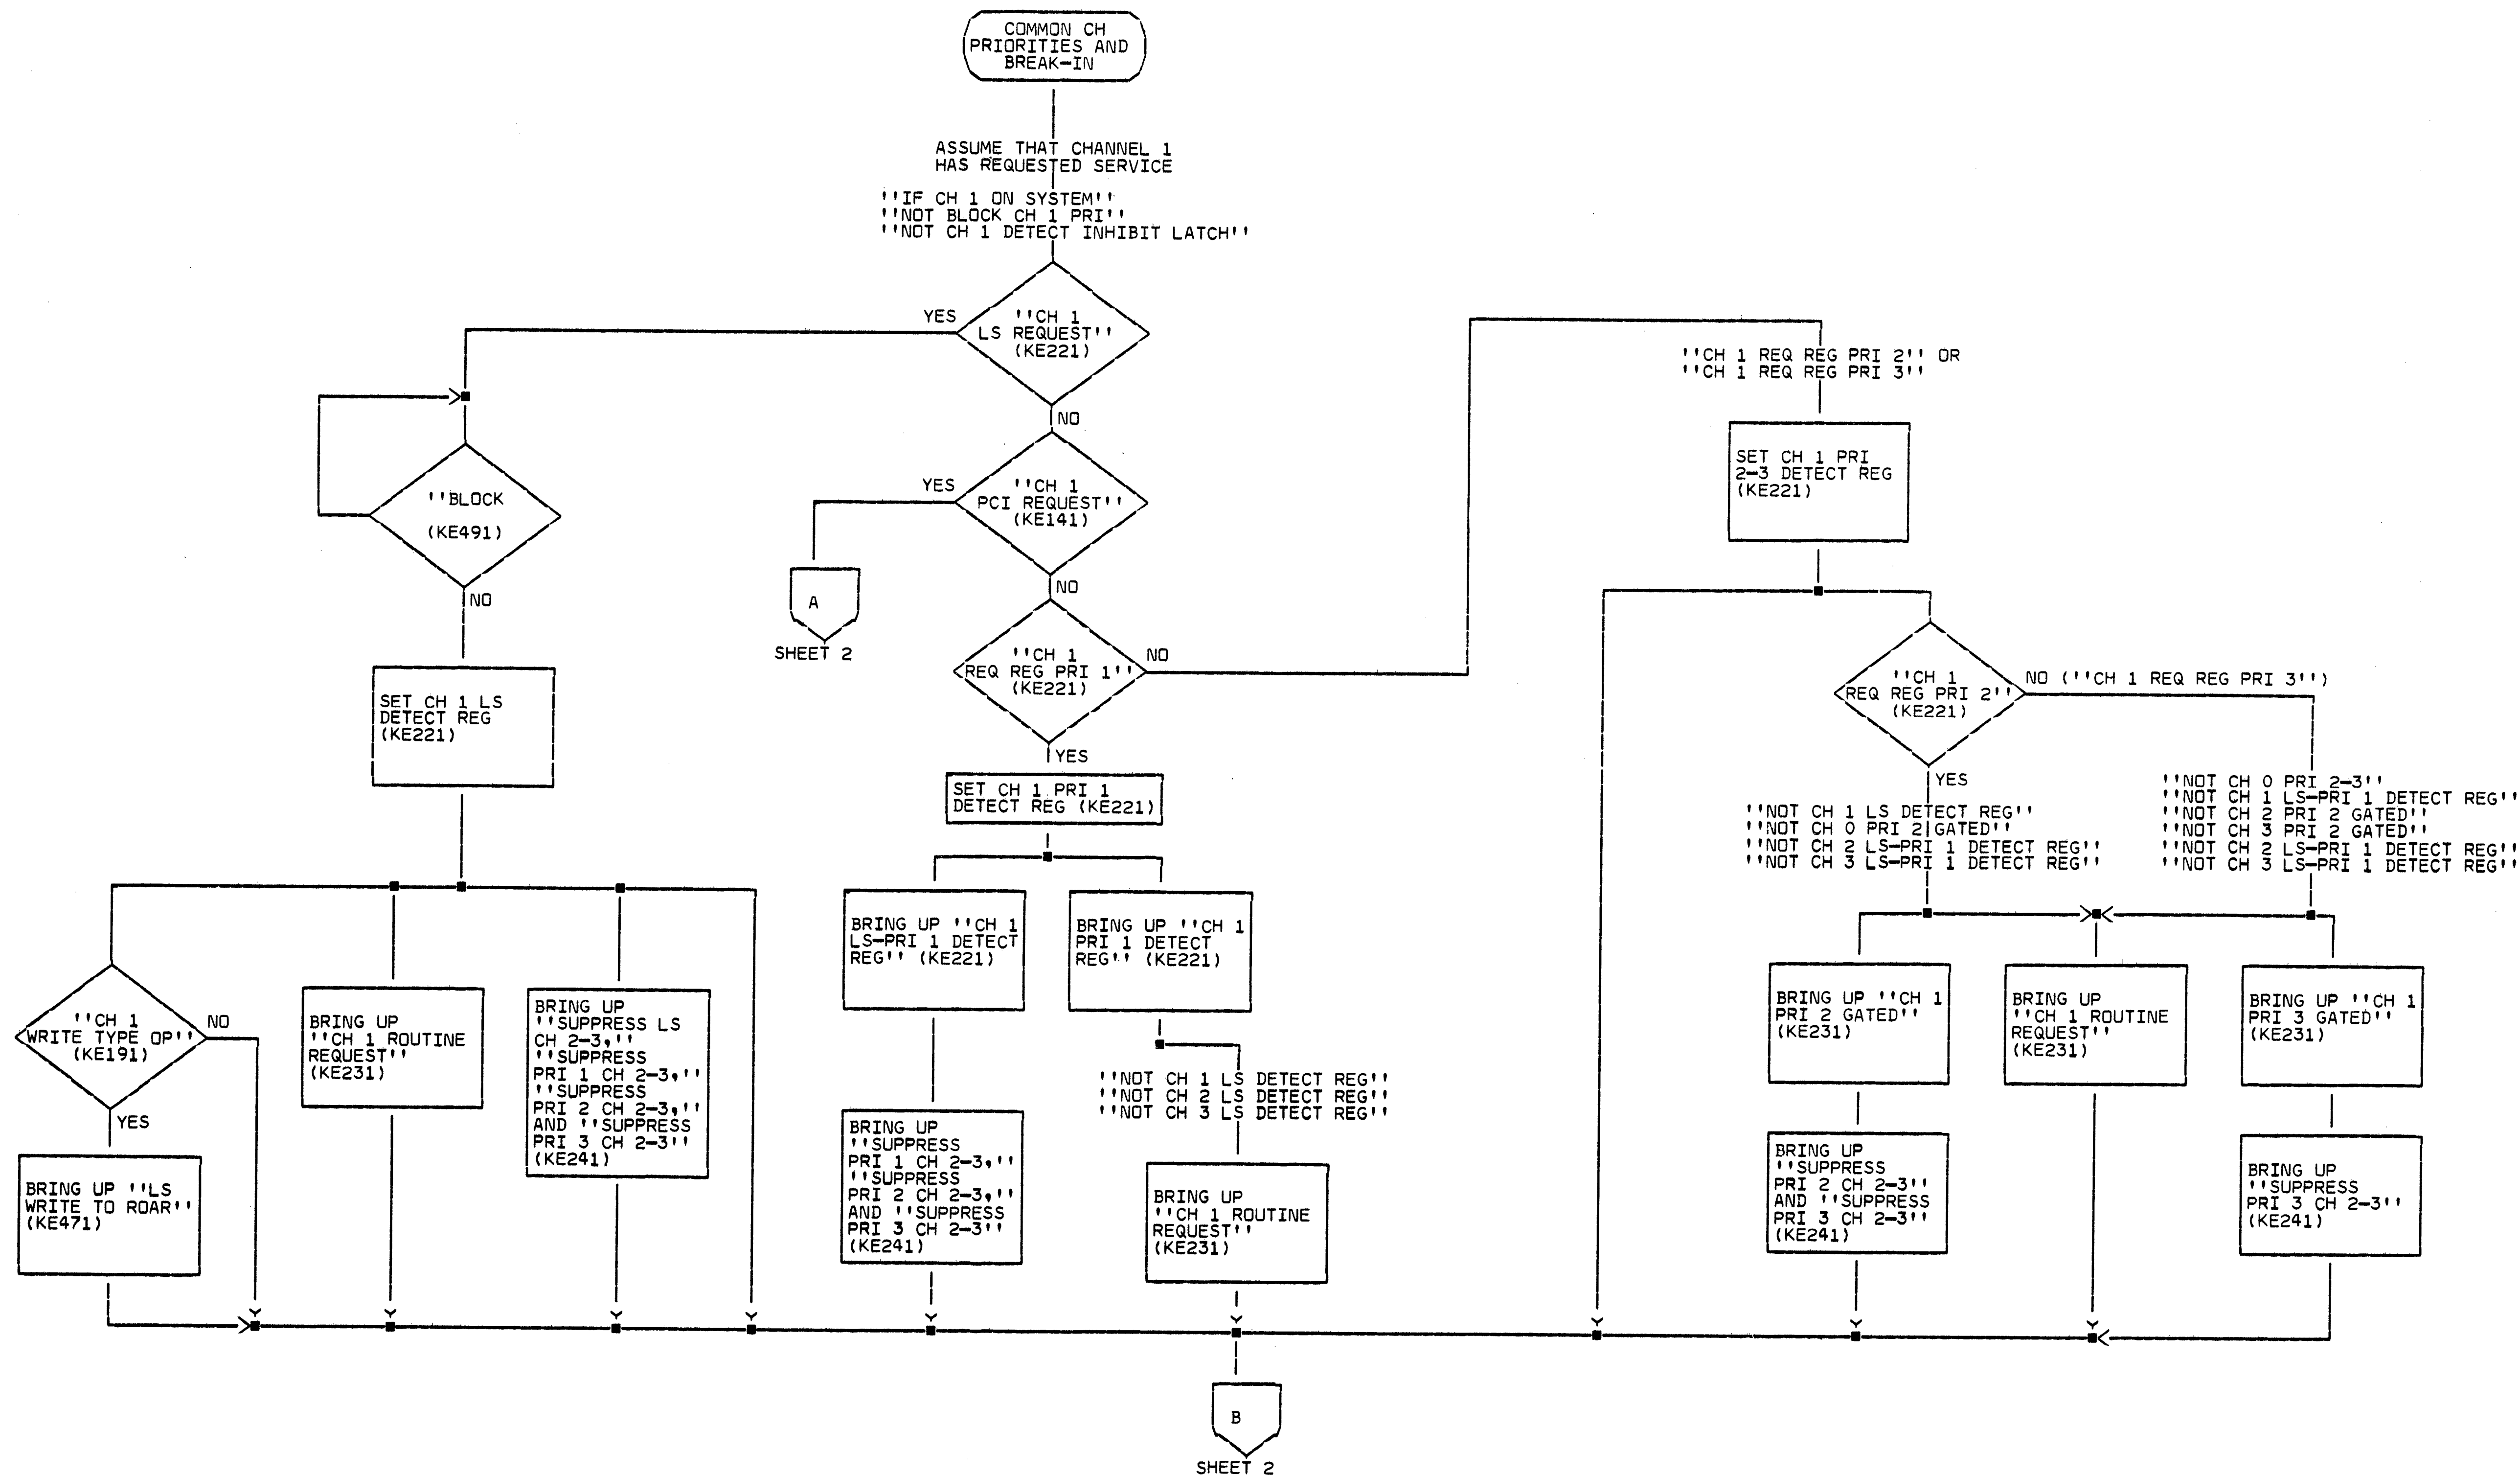 COMMON CH
PRIORITIES AND
BREAK-IN
ASSUME THAT CHANNEL 1
HAS REQUESTED SERVICE
''IF CH 1 ON SYSTEM''
''NOT BLOCK CH 1 PRI''
''NOT CH 1 DETECT INHIBIT LATCH''
YES
''CH 1
LS REQUEST''
(KE221)
NO
''BLOCK
(KE491)
NO
YES
''CH 1
PCI REQUEST''
(KE141)
NO
A
SHEET 2
''CH 1
REQ REG PRI 1''
(KE221)
NO
YES
''CH 1 REQ REG PRI 2'' OR
''CH 1 REQ REG PRI 3''
SET CH 1 PRI
2-3 DETECT REG
(KE221)
''CH 1
REQ REG PRI 2''
(KE221)
NO (''CH 1 REQ REG PRI 3'')
YES
SET CH 1 LS
DETECT REG
(KE221)
SET CH 1 PRI 1
DETECT REG (KE221)
''NOT CH 1 LS DETECT REG''
''NOT CH 0 PRI 2 GATED''
''NOT CH 2 LS-PRI 1 DETECT REG''
''NOT CH 3 LS-PRI 1 DETECT REG''
''NOT CH 0 PRI 2-3''
''NOT CH 1 LS-PRI 1 DETECT REG''
''NOT CH 2 PRI 2 GATED''
''NOT CH 3 PRI 2 GATED''
''NOT CH 2 LS-PRI 1 DETECT REG''
''NOT CH 3 LS-PRI 1 DETECT REG''
''CH 1
WRITE TYPE OP''
(KE191)
NO
YES
BRING UP ''LS
WRITE TO ROAR''
(KE471)
BRING UP
''CH 1 ROUTINE
REQUEST''
(KE231)
BRING UP
''SUPPRESS LS
CH 2-3,''
''SUPPRESS
PRI 1 CH 2-3,''
''SUPPRESS
PRI 2 CH 2-3,''
AND ''SUPPRESS
PRI 3 CH 2-3''
(KE241)
BRING UP ''CH 1
LS-PRI 1 DETECT
REG'' (KE221)
BRING UP
''SUPPRESS
PRI 1 CH 2-3,''
''SUPPRESS
PRI 2 CH 2-3,''
AND ''SUPPRESS
PRI 3 CH 2-3''
(KE241)
BRING UP ''CH 1
PRI 1 DETECT
REG'' (KE221)
''NOT CH 1 LS DETECT REG''
''NOT CH 2 LS DETECT REG''
''NOT CH 3 LS DETECT REG''
BRING UP
''CH 1 ROUTINE
REQUEST''
(KE231)
BRING UP ''CH 1
PRI 2 GATED''
(KE231)
BRING UP
''SUPPRESS
PRI 2 CH 2-3''
AND ''SUPPRESS
PRI 3 CH 2-3''
(KE241)
BRING UP
''CH 1 ROUTINE
REQUEST''
(KE231)
BRING UP ''CH 1
PRI 3 GATED''
(KE231)
BRING UP
''SUPPRESS
PRI 3 CH 2-3''
(KE241)
B
SHEET 2